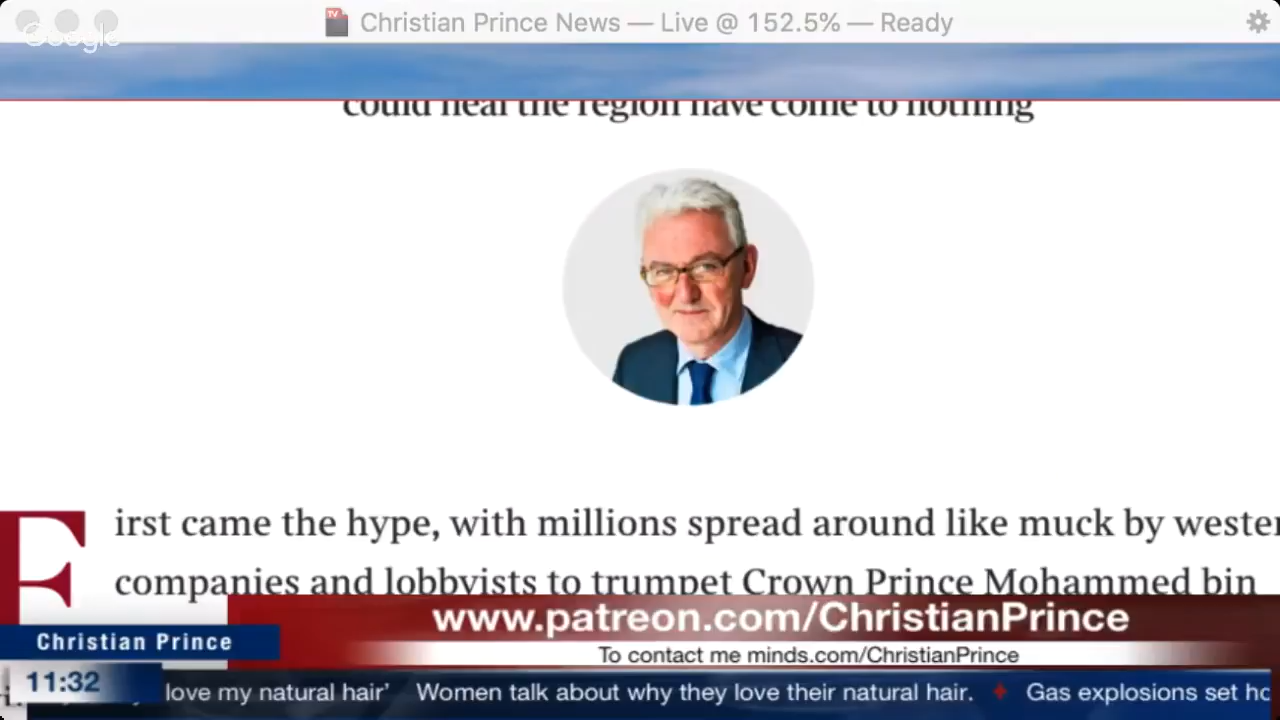 Christian Prince News — Live @ 152.5% — Ready
Google
could heal the region have come to nothing
First came the hype, with millions spread around like muck by wester
companies and lobbyists to trumpet Crown Prince Mohammed bin
www.patreon.com/ChristianPrince
Christian Prince
To contact me minds.com/ChristianPrince
11:32
love my natural hair' Women talk about why they love their natural hair. Gas explosions set ho